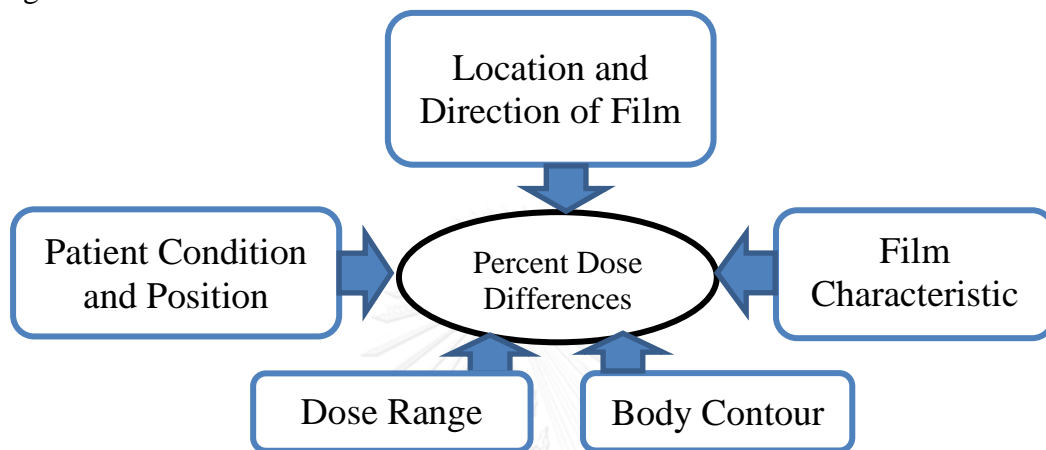 Location and
Direction of Film
Patient Condition
and Position
Percent Dose
Differences
Film
Characteristic
Dose Range
Body Contour